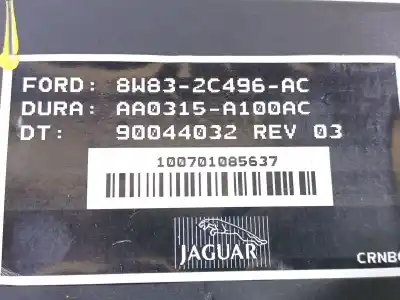 FORD: 8W83-2C496-AC
DURA: AA0315-A100AC
DT: 90044032 REV 03
100701085637
JAGUAR